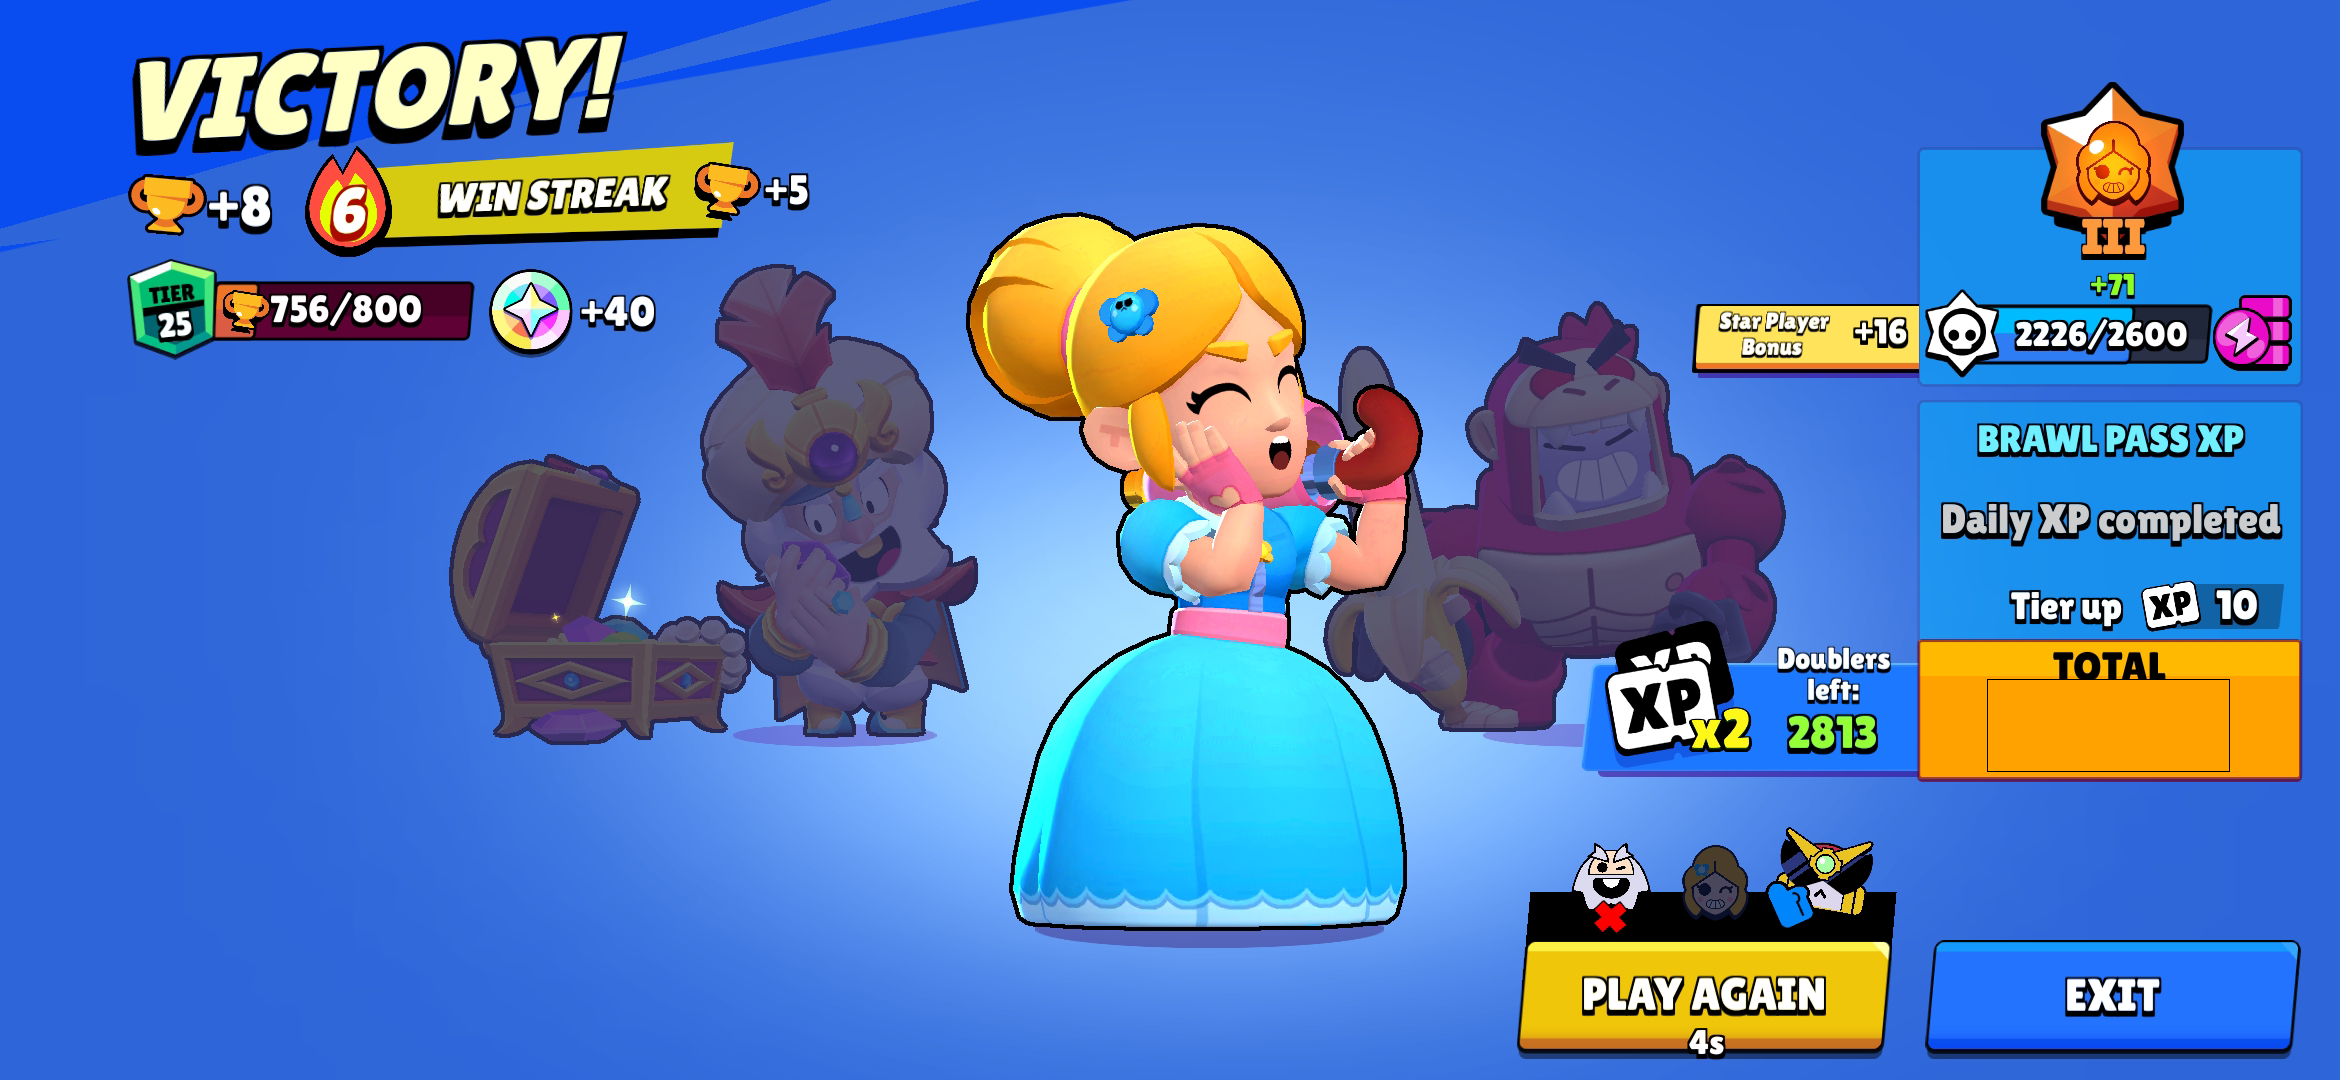 VICTORY!
+8
6
WIN STREAK
+5
TIER
25
756/800
+40
III
+71
Star Player
Bonus
+16
2226/2600
BRAWL PASS XP
Daily XP completed
Tier up
XP
10
XP
XP
x2
Doublers
left:
2813
TOTAL
PLAY AGAIN
4s
EXIT